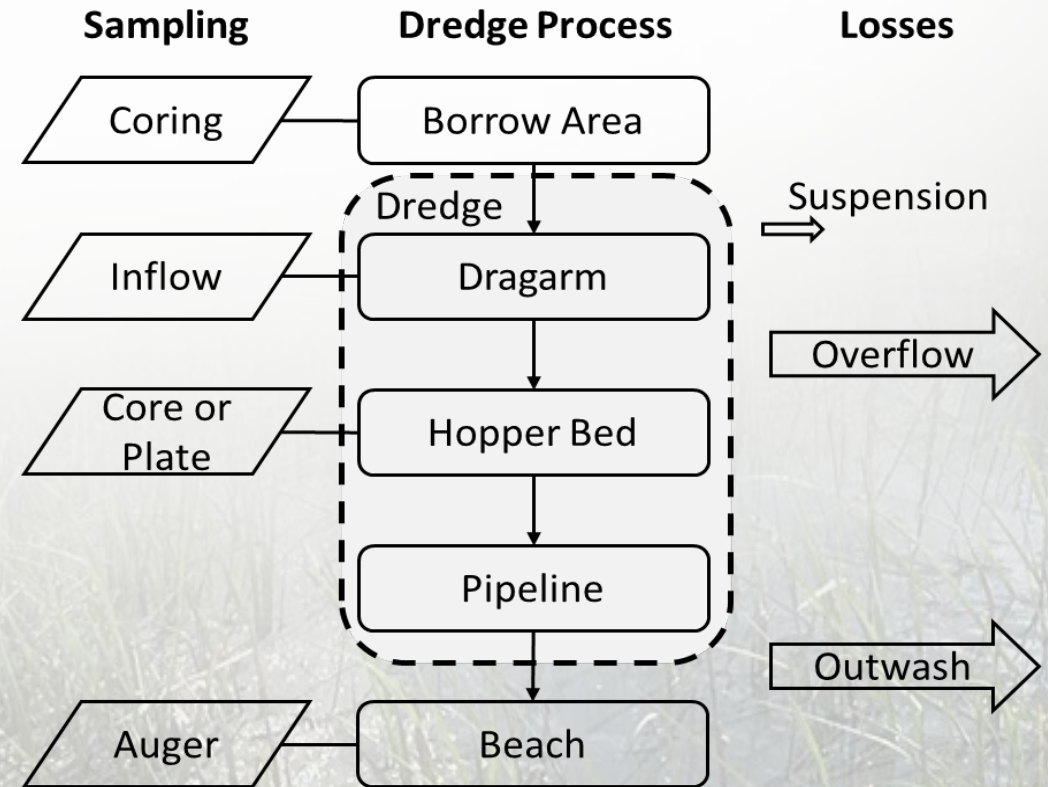 Sampling
Dredge Process
Losses
Coring
Borrow Area
Dredge
Suspension
Inflow
Dragarm
Overflow
Core or
Plate
Hopper Bed
Pipeline
Outwash
Auger
Beach